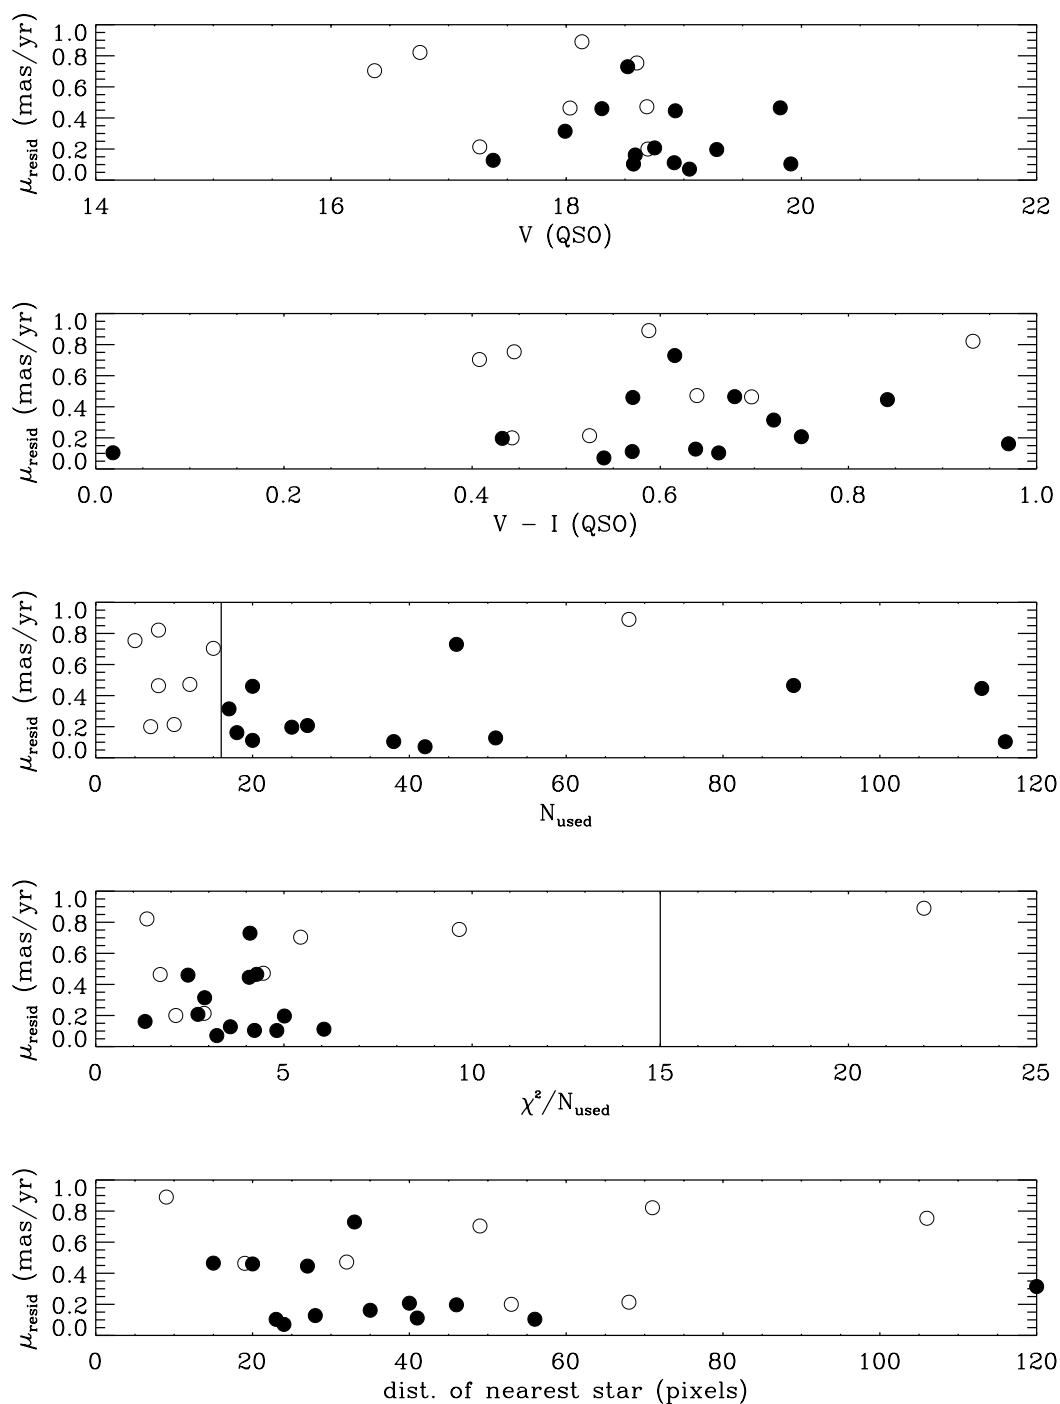 1.0
0.8
0.6
0.4
0.2
0.0
μresid (mas/yr)
14 16 18 20 22
V (QSO)
1.0
0.8
0.6
0.4
0.2
0.0
μresid (mas/yr)
0.0 0.2 0.4 0.6 0.8 1.0
V − I (QSO)
1.0
0.8
0.6
0.4
0.2
0.0
μresid (mas/yr)
0 20 40 60 80 100 120
Nused
1.0
0.8
0.6
0.4
0.2
0.0
μresid (mas/yr)
0 5 10 15 20 25
χ²/Nused
1.0
0.8
0.6
0.4
0.2
0.0
μresid (mas/yr)
0 20 40 60 80 100 120
dist. of nearest star (pixels)